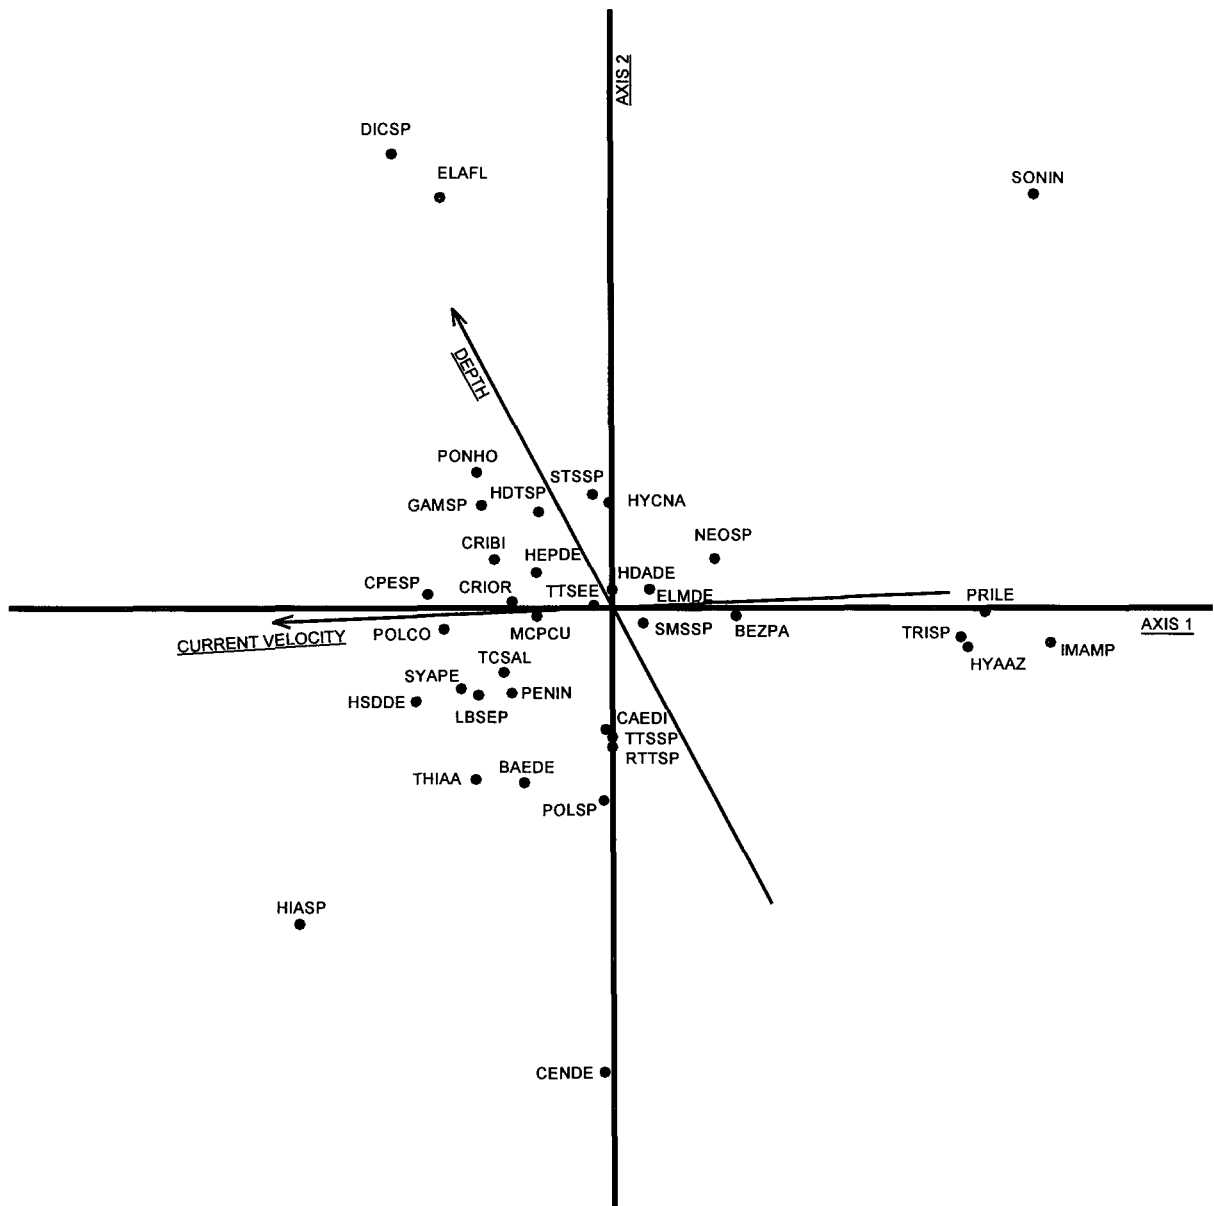 AXIS 2
DICSP
ELAFL
SONIN
DEPTH
PONHO
STSSP
HDTSP
GAMSP
HYCNA
NEOSP
CRIBI
HEPDE
HDADE
CPESP
CRIOR
TTSEE
ELMDE
PRILE
AXIS 1
CURRENT VELOCITY
POLCO
MCPCU
SMSSP
BEZPA
TRISP
HYAAZ
IMAMP
TCSAL
SYAPE
PENIN
HSDDE
LBSEP
CAEDI
TTSSP
RTTSP
THIAA
BAEDE
POLSP
HIASP
CENDE